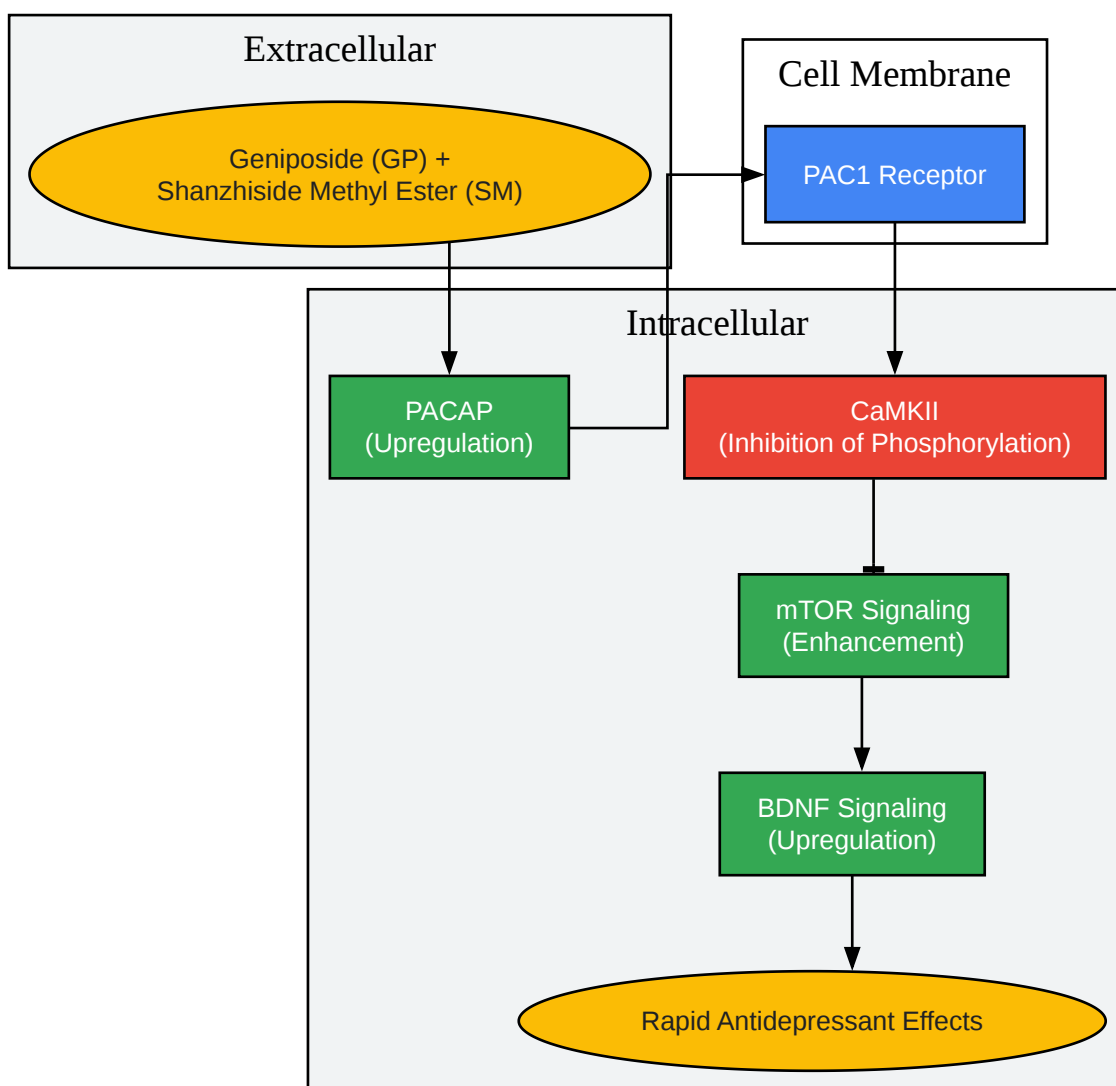 Extracellular
Geniposide (GP) +
Shanzhiside Methyl Ester (SM)
Cell Membrane
PAC1 Receptor
Intracellular
PACAP
(Upregulation)
CaMKII
(Inhibition of Phosphorylation)
mTOR Signaling
(Enhancement)
BDNF Signaling
(Upregulation)
Rapid Antidepressant Effects